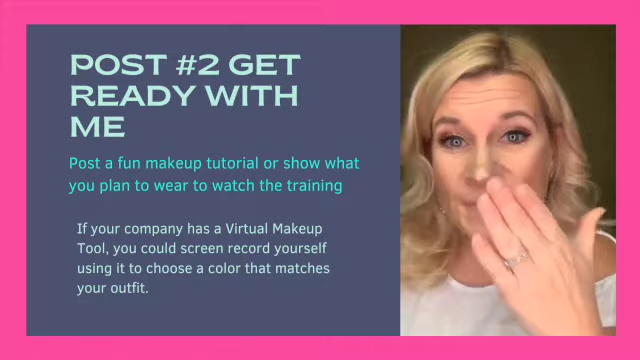 POST #2 GET
READY WITH
ME
Post a fun makeup tutorial or show what
you plan to wear to watch the training
If your company has a Virtual Makeup
Tool, you could screen record yourself
using it to choose a color that matches
your outfit.